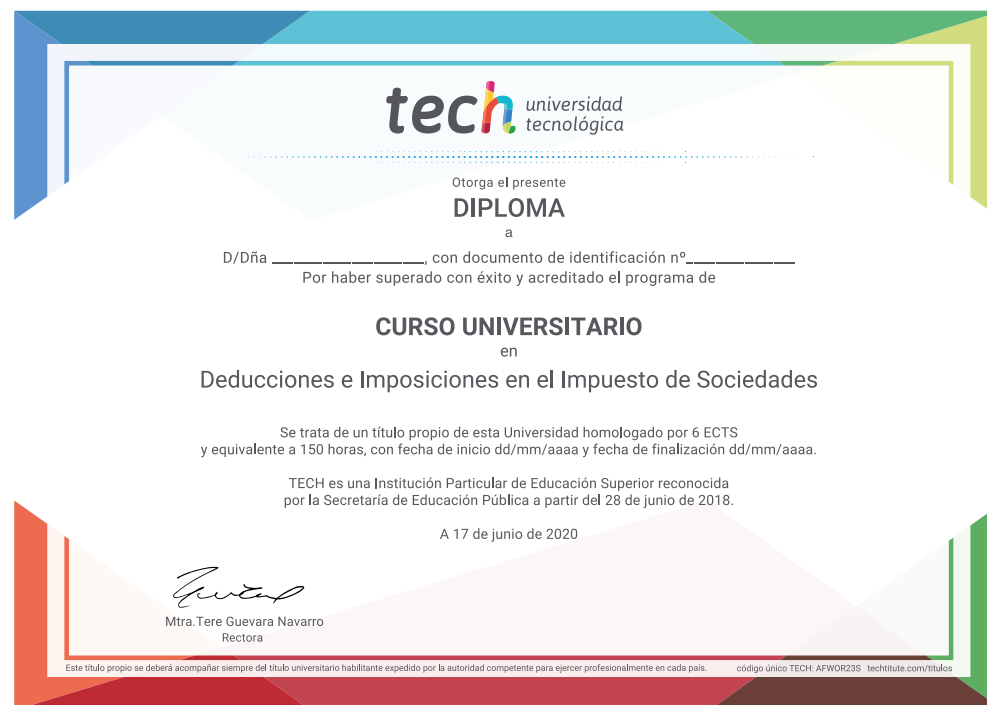 tech universidad
tecnológica
Otorga el presente
DIPLOMA
a
D/Dña ______________, con documento de identificación nº__________
Por haber superado con éxito y acreditado el programa de
CURSO UNIVERSITARIO
en
Deducciones e Imposiciones en el Impuesto de Sociedades
Se trata de un título propio de esta Universidad homologado por 6 ECTS
y equivalente a 150 horas, con fecha de inicio dd/mm/aaaa y fecha de finalización dd/mm/aaaa.
TECH es una Institución Particular de Educación Superior reconocida
por la Secretaría de Educación Pública a partir del 28 de junio de 2018.
A 17 de junio de 2020
Mtra.Tere Guevara Navarro
Rectora
Este título propio se deberá acompañar siempre del título universitario habilitante expedido por la autoridad competente para ejercer profesionalmente en cada país. código único TECH: AFWOR23S techtitute.com/titulos